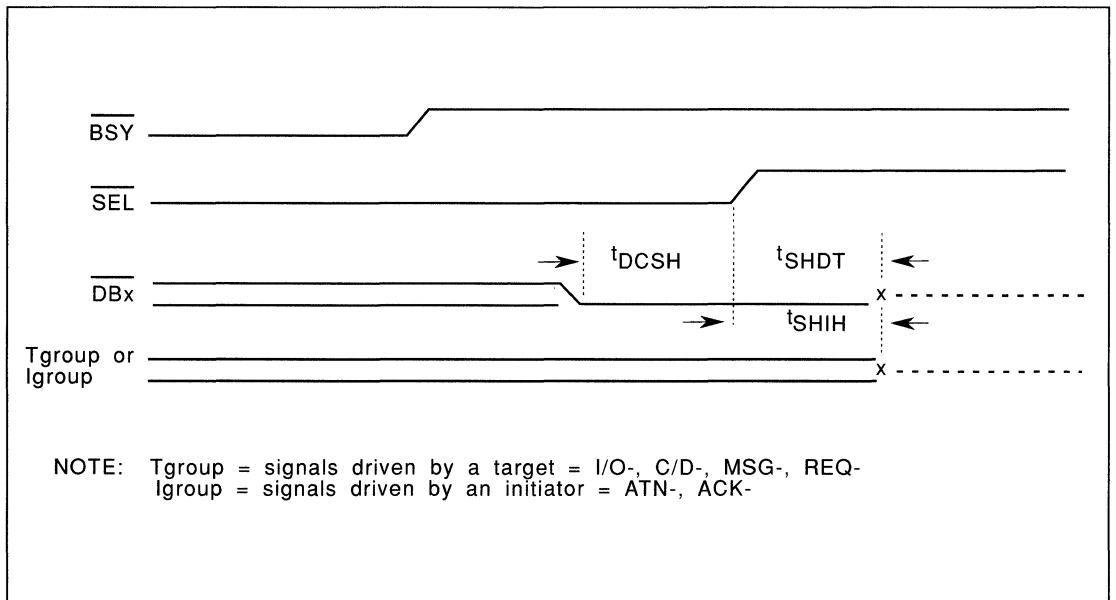 BSY
SEL
tDCSH
tSHDT
DBx
x
tSHIH
Tgroup or
Igroup
x
NOTE: Tgroup = signals driven by a target = I/O-, C/D-, MSG-, REQ-
Igroup = signals driven by an initiator = ATN-, ACK-